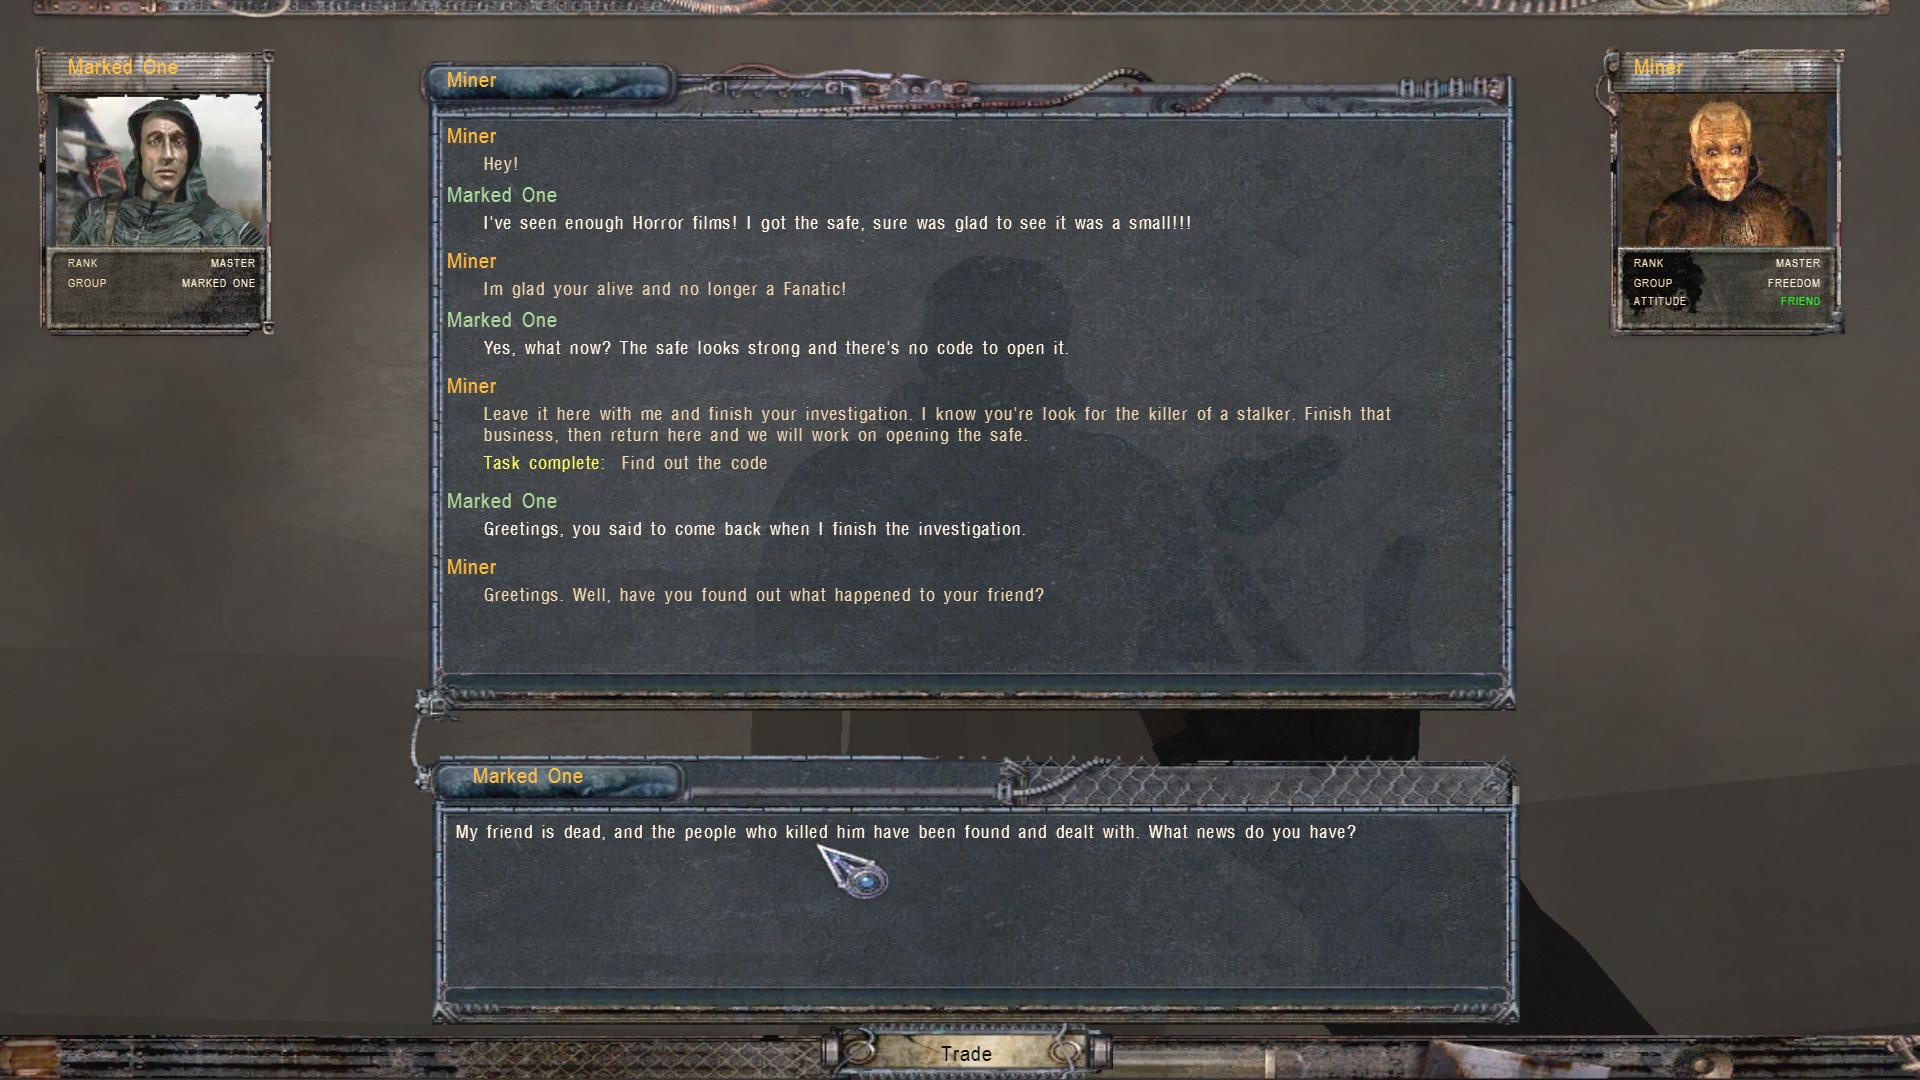 Marked One
RANK MASTER
GROUP MARKED ONE
Miner
Miner
Hey!
Marked One
I've seen enough Horror films! I got the safe, sure was glad to see it was a small!!!
Miner
Im glad your alive and no longer a Fanatic!
Marked One
Yes, what now? The safe looks strong and there's no code to open it.
Miner
Leave it here with me and finish your investigation. I know you're look for the killer of a stalker. Finish that
business, then return here and we will work on opening the safe.
Task complete: Find out the code
Marked One
Greetings, you said to come back when I finish the investigation.
Miner
Greetings. Well, have you found out what happened to your friend?
Miner
RANK MASTER
GROUP FREEDOM
ATTITUDE FRIEND
Marked One
My friend is dead, and the people who killed him have been found and dealt with. What news do you have?
Trade